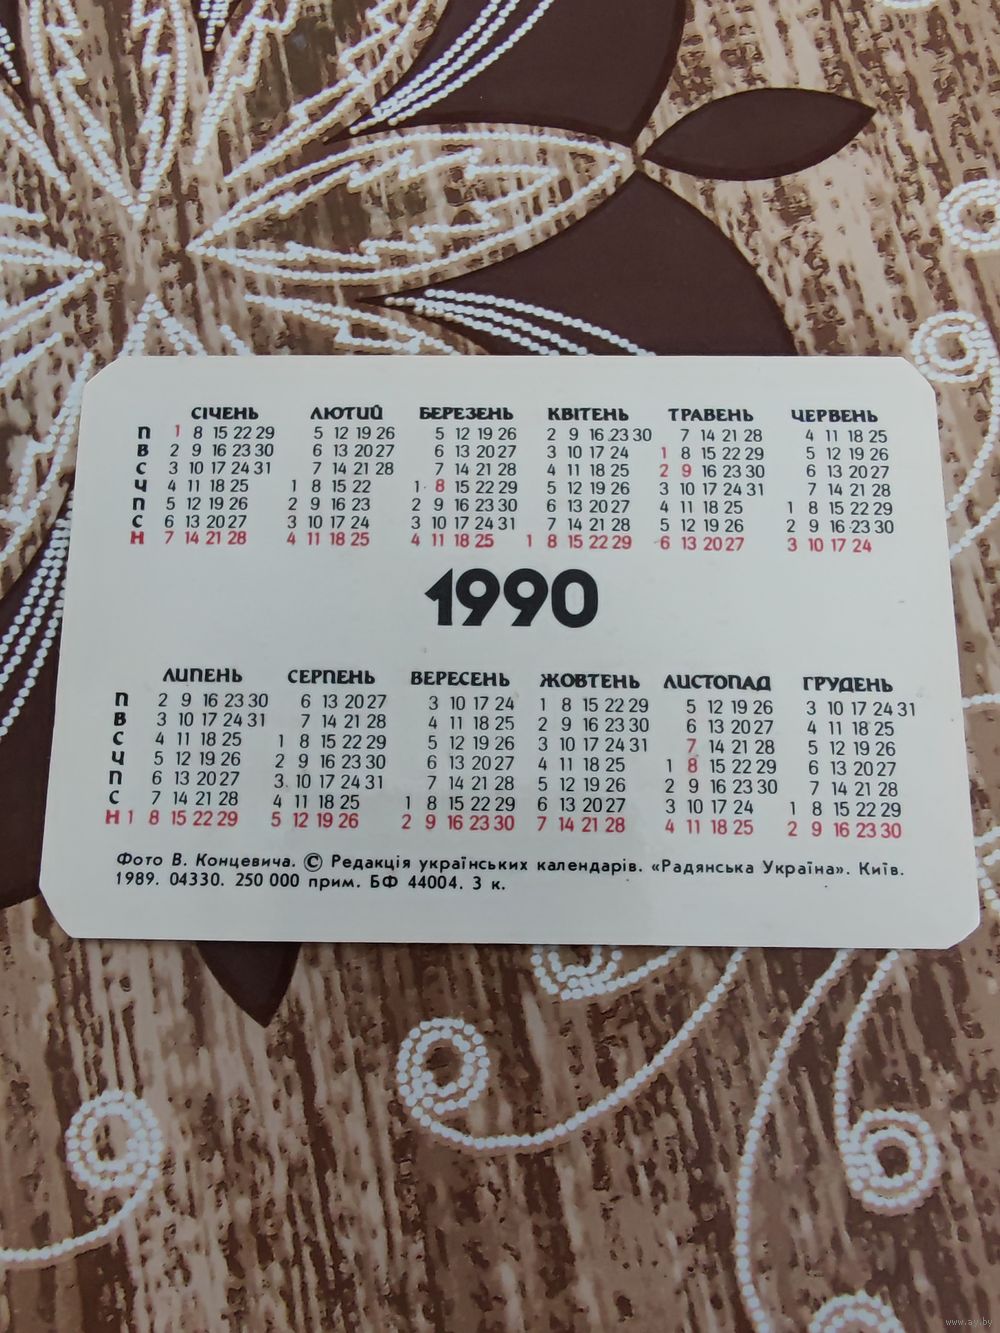 СІЧЕНЬ ЛЮТИЙ БЕРЕЗЕНЬ КВІТЕНЬ ТРАВЕНЬ ЧЕРВЕНЬ
П 1 8 15 22 29 5 12 19 26 5 12 19 26 2 9 16 23 30 7 14 21 28 4 11 18 25
В 2 9 16 23 30 6 13 20 27 6 13 20 27 3 10 17 24 1 8 15 22 29 5 12 19 26
С 3 10 17 24 31 7 14 21 28 7 14 21 28 4 11 18 25 2 9 16 23 30 6 13 20 27
Ч 4 11 18 25 1 8 15 22 1 8 15 22 29 5 12 19 26 3 10 17 24 31 7 14 21 28
П 5 12 19 26 2 9 16 23 2 9 16 23 30 6 13 20 27 4 11 18 25 1 8 15 22 29
С 6 13 20 27 3 10 17 24 3 10 17 24 31 7 14 21 28 5 12 19 26 2 9 16 23 30
Н 7 14 21 28 4 11 18 25 4 11 18 25 1 8 15 22 29 6 13 20 27 3 10 17 24
1990
ЛИПЕНЬ СЕРПЕНЬ ВЕРЕСЕНЬ ЖОВТЕНЬ ЛИСТОПАД ГРУДЕНЬ
П 2 9 16 23 30 6 13 20 27 3 10 17 24 1 8 15 22 29 5 12 19 26 3 10 17 24 31
В 3 10 17 24 31 7 14 21 28 4 11 18 25 2 9 16 23 30 6 13 20 27 4 11 18 25
С 4 11 18 25 1 8 15 22 29 5 12 19 26 3 10 17 24 31 7 14 21 28 5 12 19 26
Ч 5 12 19 26 2 9 16 23 30 6 13 20 27 4 11 18 25 1 8 15 22 29 6 13 20 27
П 6 13 20 27 3 10 17 24 31 7 14 21 28 5 12 19 26 2 9 16 23 30 7 14 21 28
С 7 14 21 28 4 11 18 25 1 8 15 22 29 6 13 20 27 3 10 17 24 1 8 15 22 29
Н 1 8 15 22 29 5 12 19 26 2 9 16 23 30 7 14 21 28 4 11 18 25 2 9 16 23 30
Фото В. Концевича. © Редакція українських календарів. «Радянська Україна». Київ.
1989. 04330. 250 000 прим. БФ 44004. 3 к.
www.ay.by